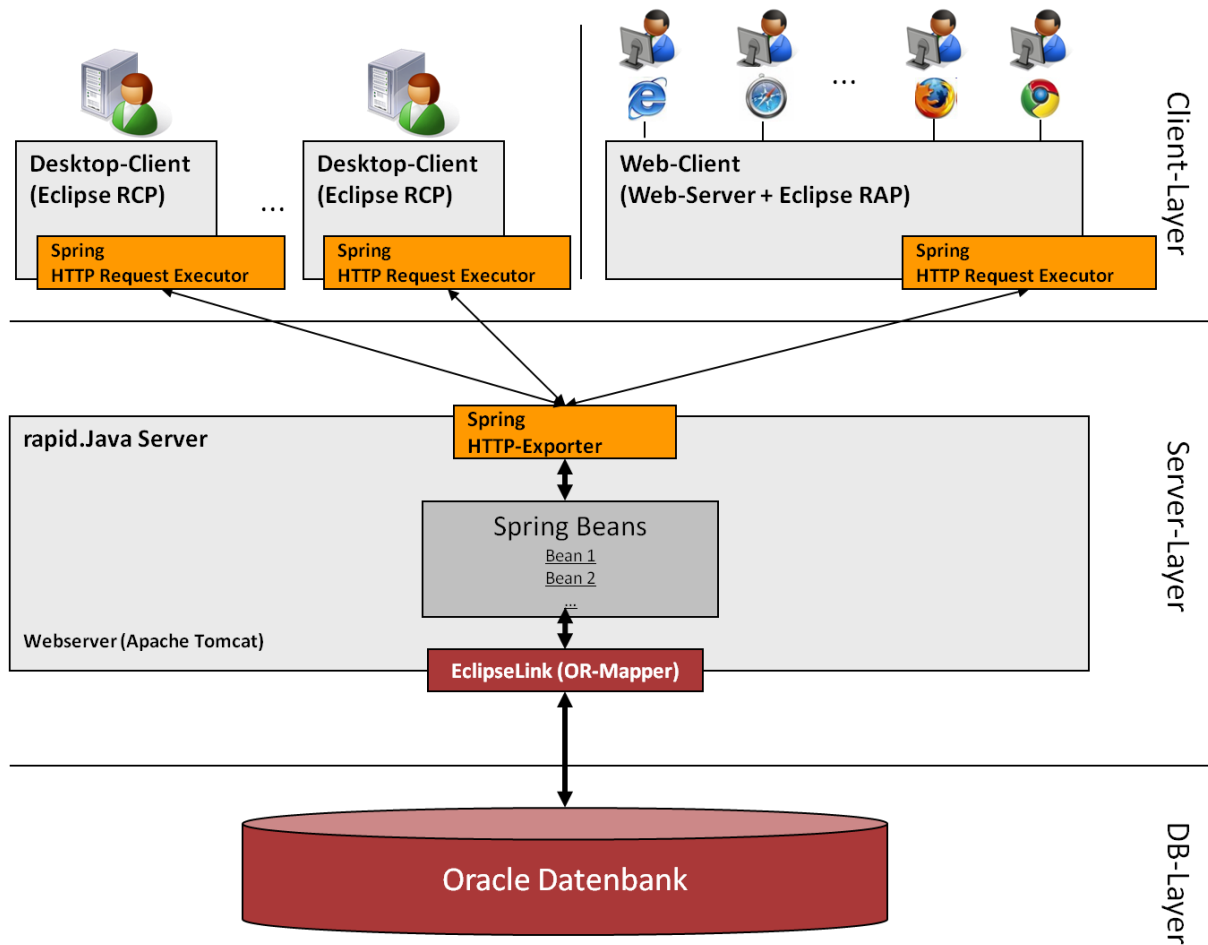 Desktop-Client
(Eclipse RCP)
Spring
HTTP Request Executor
...
Desktop-Client
(Eclipse RCP)
Spring
HTTP Request Executor
...
Web-Client
(Web-Server + Eclipse RAP)
Spring
HTTP Request Executor
Client-Layer
rapid.Java Server
Spring
HTTP-Exporter
Spring Beans
Bean 1
Bean 2
...
Webserver (Apache Tomcat)
EclipseLink (OR-Mapper)
Server-Layer
Oracle Datenbank
DB-Layer